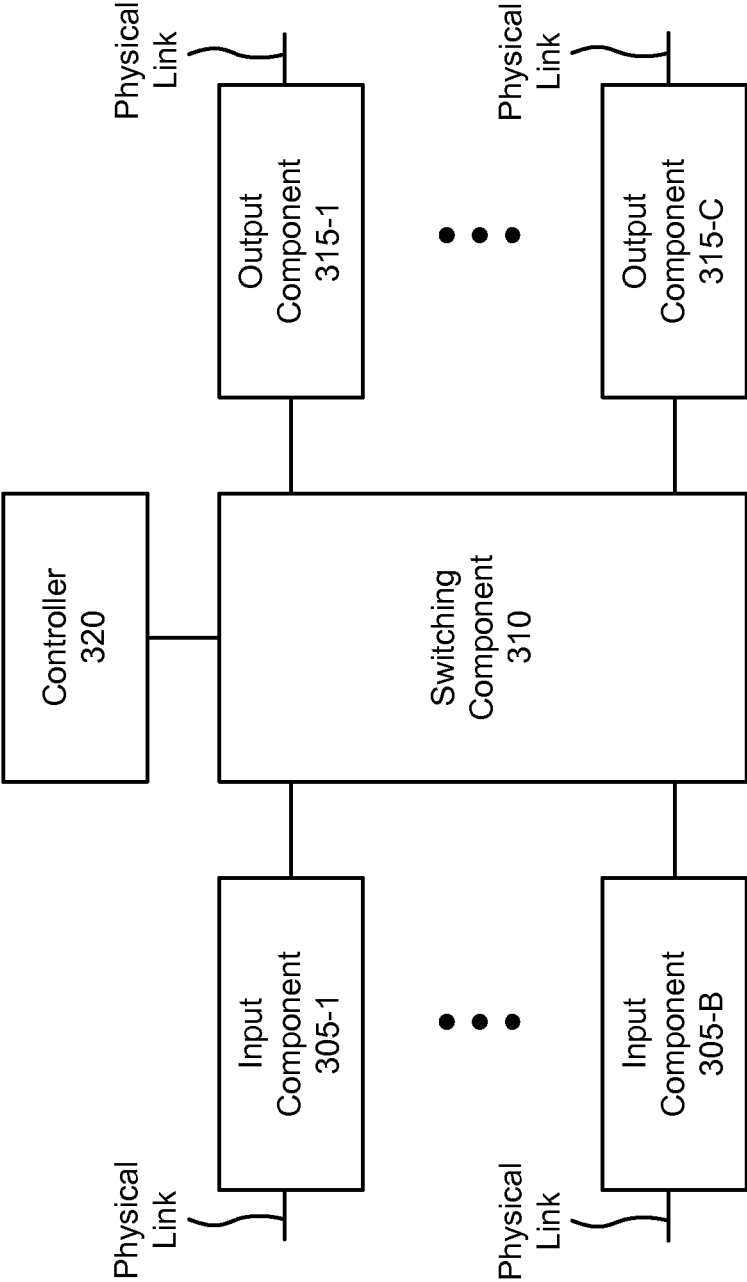 Controller
320
Physical
Link
Input
Component
305-1
Switching
Component
310
Output
Component
315-1
Physical
Link
Physical
Link
Input
Component
305-B
Output
Component
315-C
Physical
Link